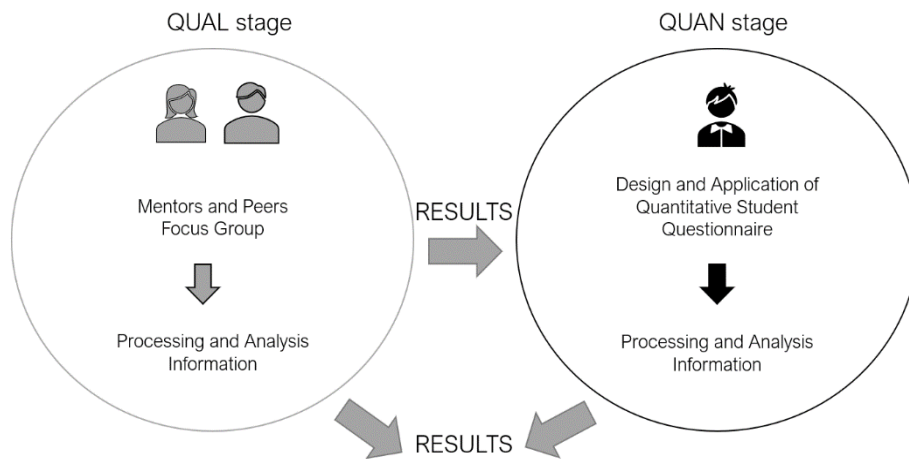 QUAL stage
Mentors and Peers
Focus Group
Processing and Analysis
Information
RESULTS
QUAN stage
Design and Application of
Quantitative Student
Questionnaire
Processing and Analysis
Information
RESULTS